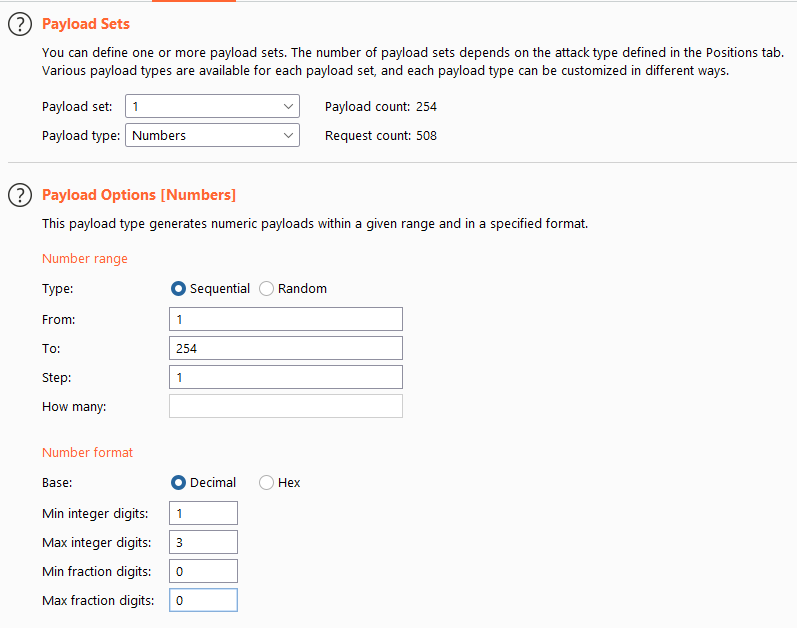 Payload Sets
You can define one or more payload sets. The number of payload sets depends on the attack type defined in the Positions tab.
Various payload types are available for each payload set, and each payload type can be customized in different ways.
Payload set: 1 Payload count: 254
Payload type: Numbers Request count: 508
Payload Options [Numbers]
This payload type generates numeric payloads within a given range and in a specified format.
Number range
Type: Sequential Random
From: 1
To: 254
Step: 1
How many:
Number format
Base: Decimal Hex
Min integer digits: 1
Max integer digits: 3
Min fraction digits: 0
Max fraction digits: 0